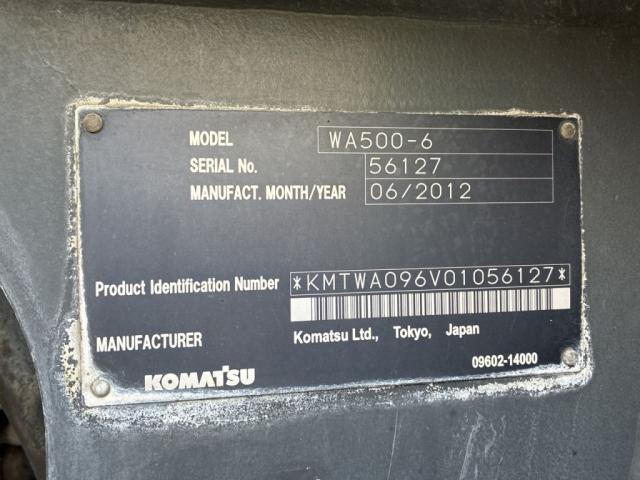 MODEL WA500-6
SERIAL No. 56127
MANUFACT. MONTH/YEAR 06/2012
Product Identification Number *KMTWA096V01056127*
MANUFACTURER Komatsu Ltd., Tokyo, Japan
KOMATSU 09602-14000